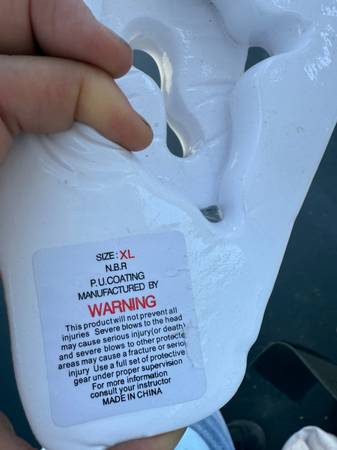 SIZE: XL
N.B.R
P.U.COATING
MANUFACTURED BY
WARNING
This product will not prevent all
injuries Severe blows to the head
may cause serious injury(or death)
and severe blows to other protecte
areas may cause a fracture or serio
injury Use a full set of protective
gear under proper supervision
For more information
consult your instructor
MADE IN CHINA